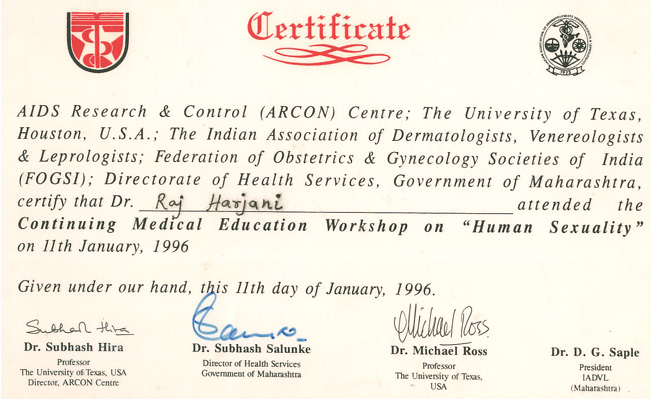 Certificate
AIDS Research & Control (ARCON) Centre; The University of Texas,
Houston, U.S.A.; The Indian Association of Dermatologists, Venereologists
& Leprologists; Federation of Obstetrics & Gynecology Societies of India
(FOGSI); Directorate of Health Services, Government of Maharashtra,
certify that Dr. Raj Harjani attended the
Continuing Medical Education Workshop on "Human Sexuality"
on 11th January, 1996
Given under our hand, this 11th day of January, 1996.
Subhash Hira
Michael Ross
Dr. Subhash Hira
Professor
The University of Texas, USA
Director, ARCON Centre
Dr. Subhash Salunke
Director of Health Services
Government of Maharashtra
Dr. Michael Ross
Professor
The University of Texas,
USA
Dr. D. G. Saple
President
IADVL
(Maharashtra)